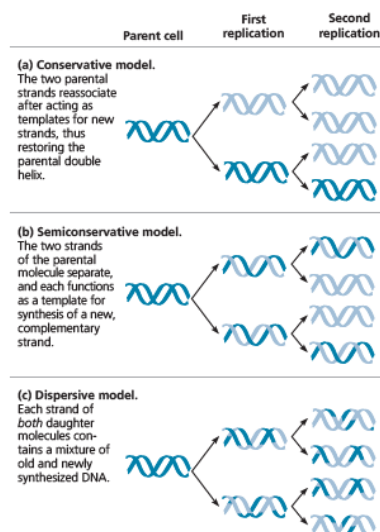 Parent cell
First
replication
Second
replication
(a) Conservative model.
The two parental
strands reassociate
after acting as
templates for new
strands, thus
restoring the
parental double
helix.
(b) Semiconservative model.
The two strands
of the parental
molecule separate,
and each functions
as a template for
synthesis of a new,
complementary
strand.
(c) Dispersive model.
Each strand of
both daughter
molecules con-
tains a mixture of
old and newly
synthesized DNA.